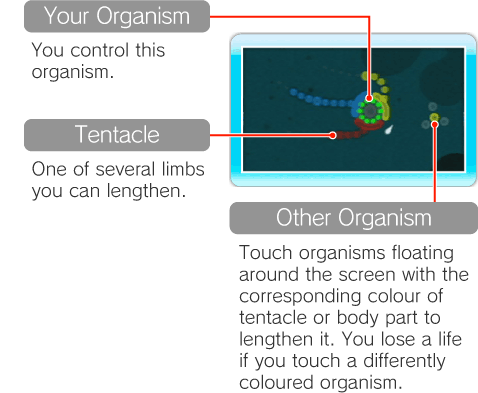 Your Organism
You control this
organism.
Tentacle
One of several limbs
you can lengthen.
Other Organism
Touch organisms floating
around the screen with the
corresponding colour of
tentacle or body part to
lengthen it. You lose a life
if you touch a differently
coloured organism.